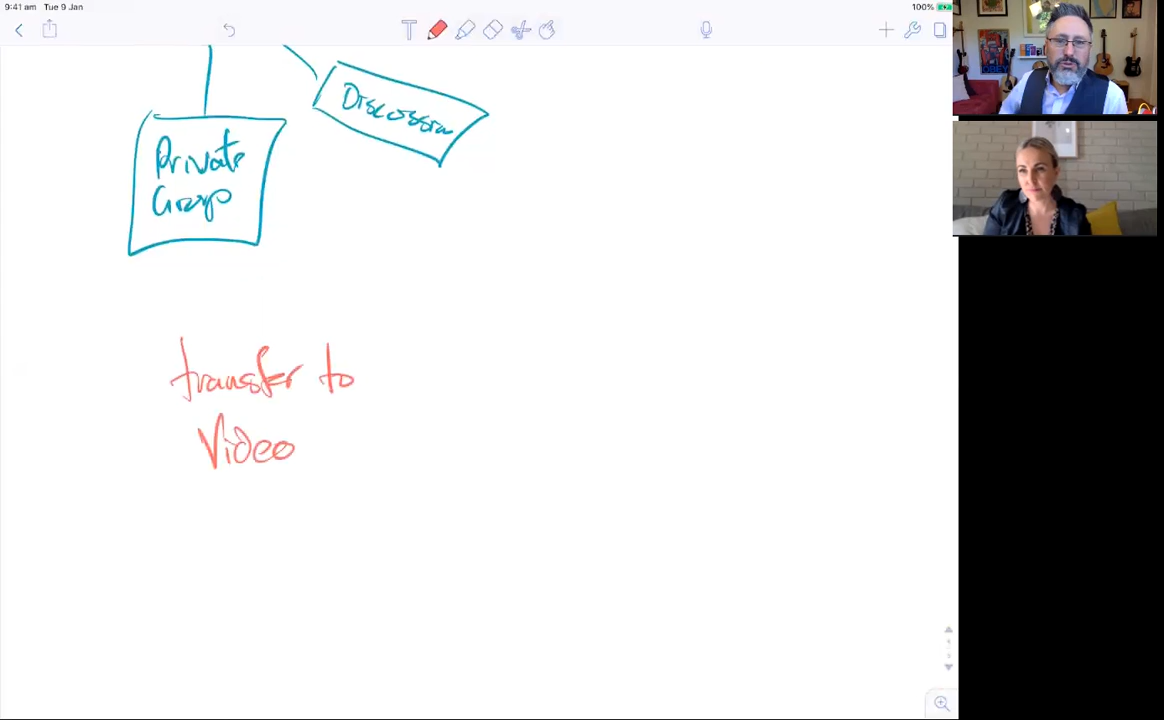 9:41 am Tue 9 Jan
100%
Discussion
Private
Group
transfer to
Video